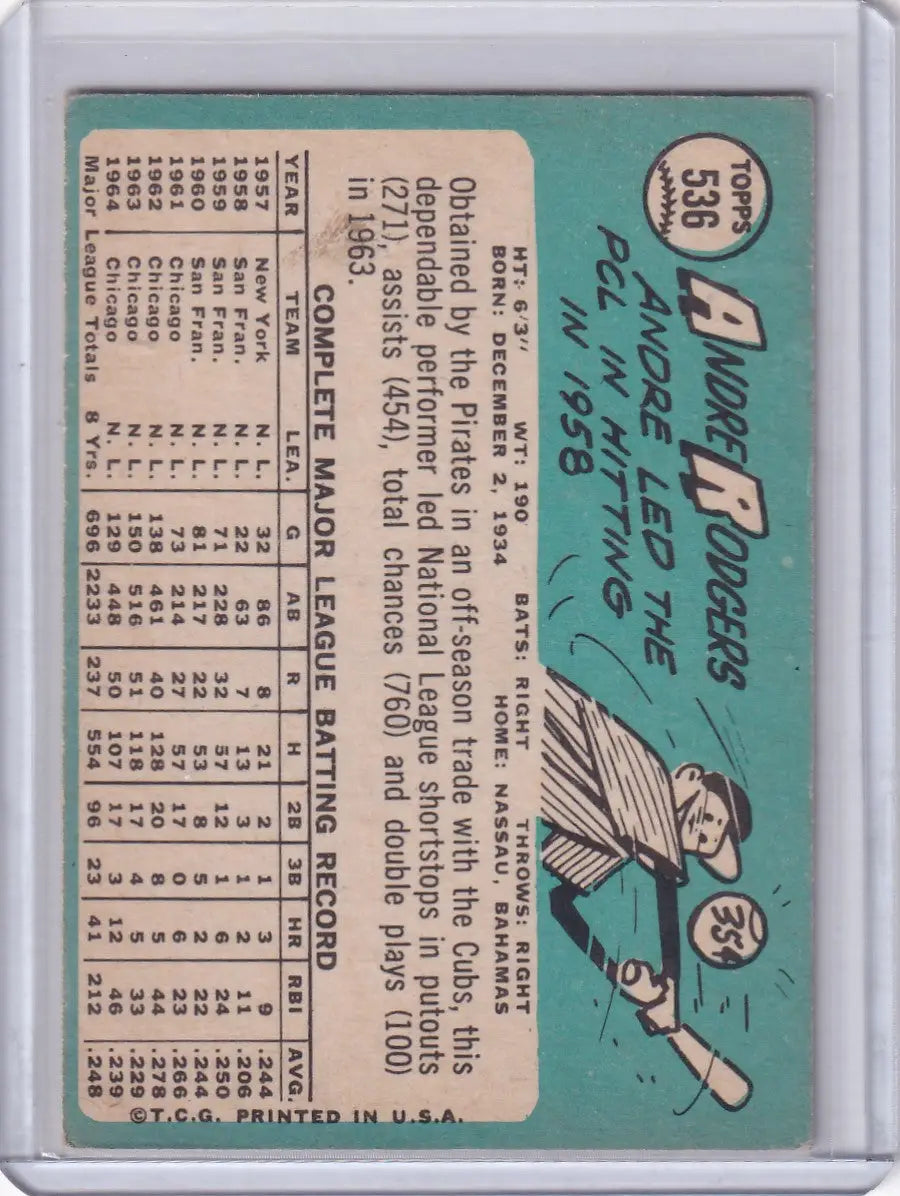 TOPPS
536
ANDRE RODGERS
ANDRE LED THE
PCL IN HITTING
IN 1958
354
HT: 6'3" WT: 190 BATS: RIGHT THROWS: RIGHT
BORN: DECEMBER 2, 1934 HOME: NASSAU, BAHAMAS
Obtained by the Pirates in an off-season trade with the Cubs, this
dependable performer led National League shortstops in putouts
(271), assists (454), total chances (760) and double plays (100)
in 1963.
COMPLETE MAJOR LEAGUE BATTING RECORD
YEAR TEAM LEA. G AB R H 2B 3B HR RBI AVG.
1957 New York N. L. 32 86 8 21 2 1 3 9 .244
1958 San Fran. N. L. 22 63 7 13 3 1 2 11 .206
1959 San Fran. N. L. 71 228 32 57 12 1 6 24 .250
1960 San Fran. N. L. 81 217 22 53 8 5 2 22 .244
1961 Chicago N. L. 73 214 27 57 17 0 6 23 .266
1962 Chicago N. L. 138 461 40 128 20 8 5 44 .278
1963 Chicago N. L. 150 516 51 118 17 4 5 33 .229
1964 Chicago N. L. 129 448 50 107 17 3 12 46 .239
Major League Totals 8 Yrs. 696 2233 237 554 96 23 41 212 .248
©T.C.G. PRINTED IN U.S.A.